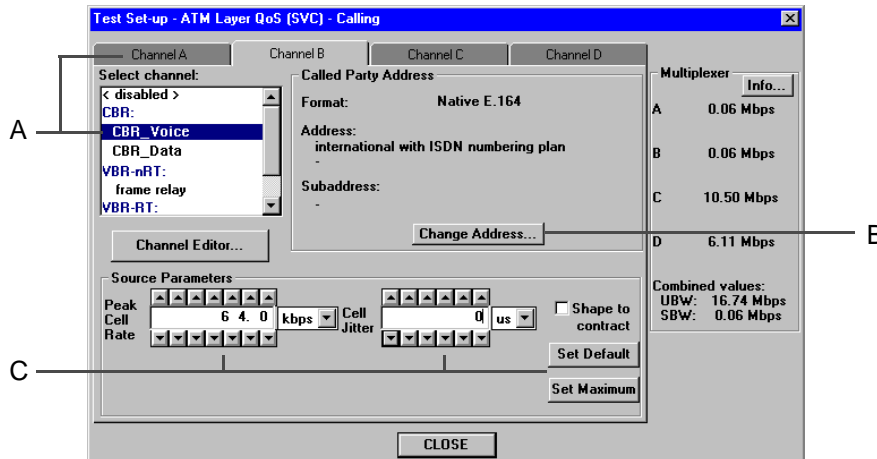 Test Set-up - ATM Layer QoS (SVC) - Calling
Channel A
Channel B
Channel C
Channel D
Select channel:
< disabled >
CBR:
CBR_Voice
CBR_Data
VBR-nRT:
frame relay
VBR-RT:
Channel Editor...
Called Party Address
Format: Native E.164
Address:
international with ISDN numbering plan
-
Subaddress:
-
Change Address...
Multiplexer
Info...
A 0.06 Mbps
B 0.06 Mbps
C 10.50 Mbps
D 6.11 Mbps
Combined values:
UBW: 16.74 Mbps
SBW: 0.06 Mbps
Source Parameters
Peak
Cell
Rate
6 4. 0
kbps
Cell
Jitter
0
us
Shape to
contract
Set Default
Set Maximum
CLOSE
A
B
C